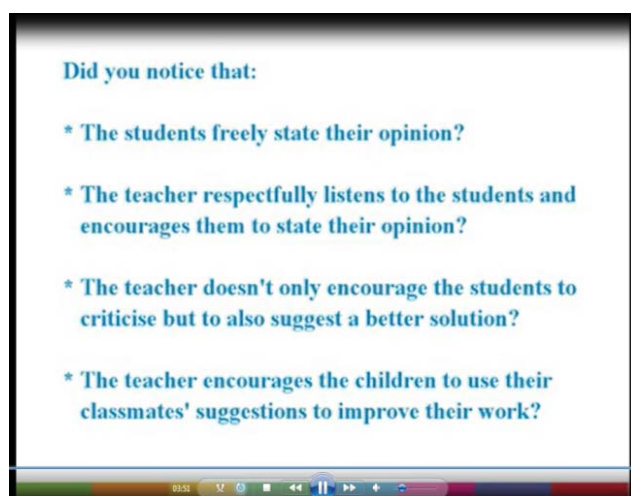 Did you notice that:
* The students freely state their opinion?
* The teacher respectfully listens to the students and
encourages them to state their opinion?
* The teacher doesn't only encourage the students to
criticise but to also suggest a better solution?
* The teacher encourages the children to use their
classmates' suggestions to improve their work?
03:51